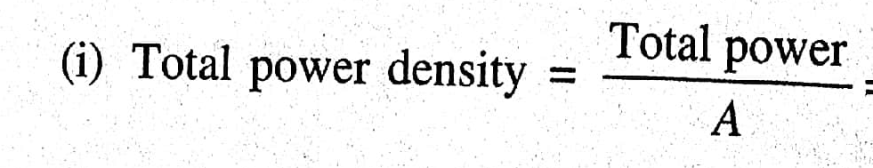 (i) Total power density = Total power / A =